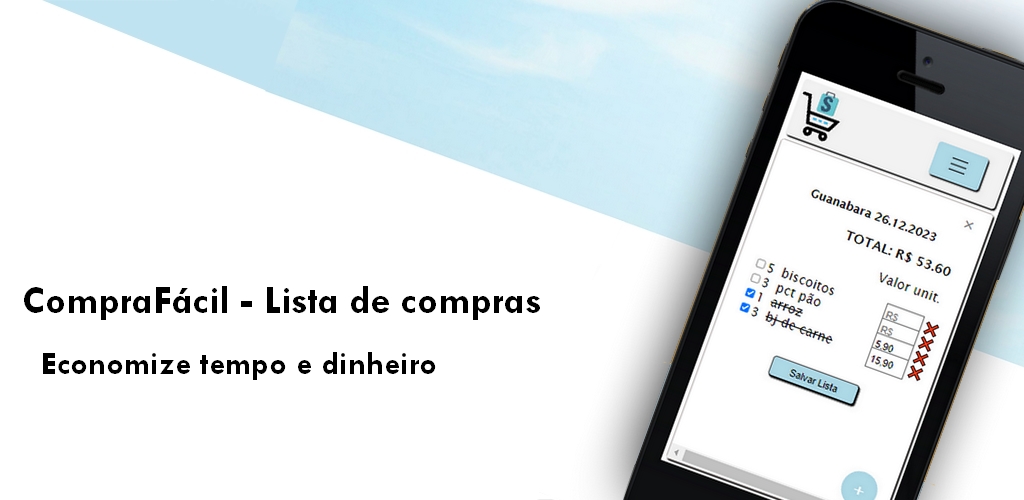 $
Guanabara 26.12.2023
×
TOTAL: R$ 53.60
Valor unit.
5 biscoitos R$
3 pct pão R$
1 arroz 5,90
3 bj de carne 15,90
Salvar Lista
+
CompraFácil - Lista de compras
Economize tempo e dinheiro